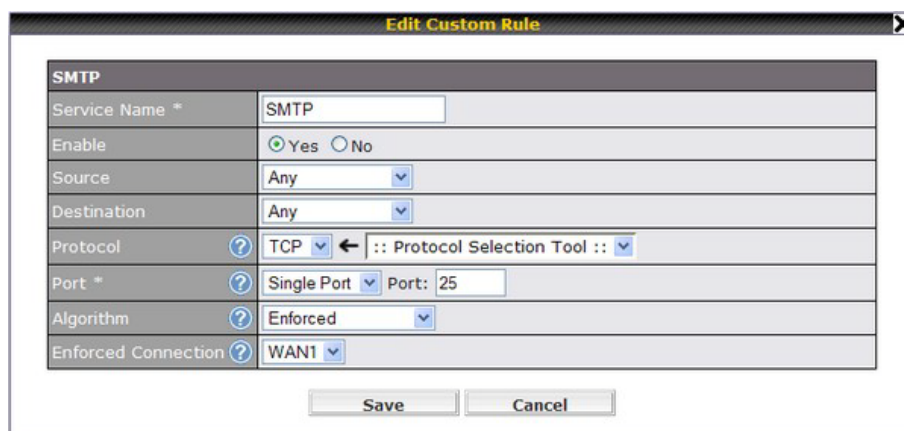 Edit Custom Rule
SMTP
Service Name * SMTP
Enable Yes No
Source Any
Destination Any
Protocol ? TCP ← :: Protocol Selection Tool ::
Port * ? Single Port Port: 25
Algorithm ? Enforced
Enforced Connection ? WAN1
Save Cancel